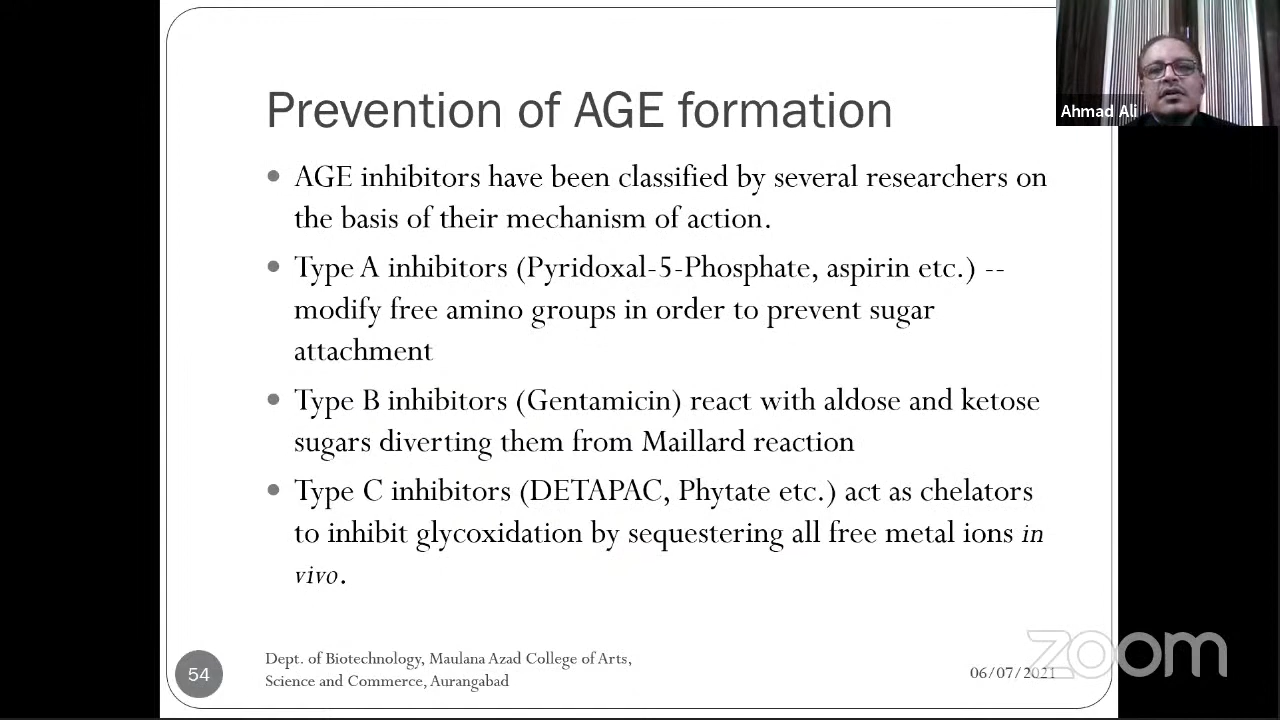 Prevention of AGE formation
AGE inhibitors have been classified by several researchers on
the basis of their mechanism of action.
Type A inhibitors (Pyridoxal-5-Phosphate, aspirin etc.) --
modify free amino groups in order to prevent sugar
attachment
Type B inhibitors (Gentamicin) react with aldose and ketose
sugars diverting them from Maillard reaction
Type C inhibitors (DETAPAC, Phytate etc.) act as chelators
to inhibit glycoxidation by sequestering all free metal ions in
vivo.
54
Dept. of Biotechnology, Maulana Azad College of Arts,
Science and Commerce, Aurangabad
06/07/2021
Ahmad Ali
zoom